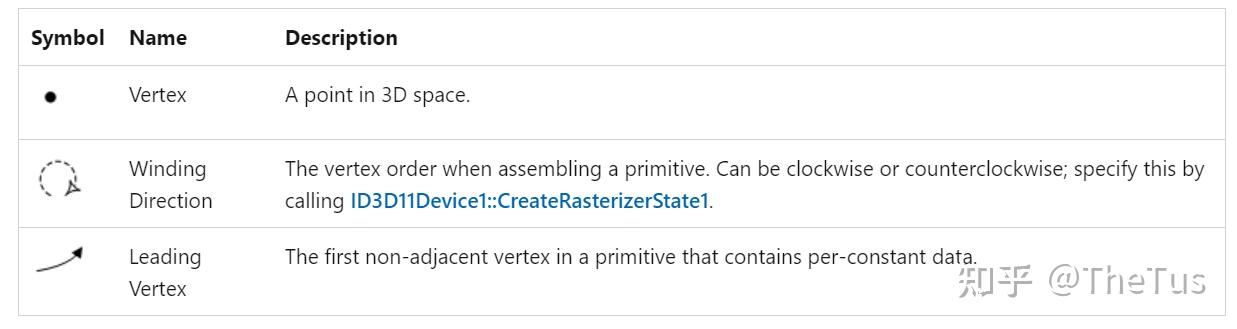 Symbol Name Description
Vertex A point in 3D space.
Winding Direction The vertex order when assembling a primitive. Can be clockwise or counterclockwise; specify this by
calling ID3D11Device1::CreateRasterizerState1.
Leading Vertex The first non-adjacent vertex in a primitive that contains per-constant data.
知乎 @TheTus